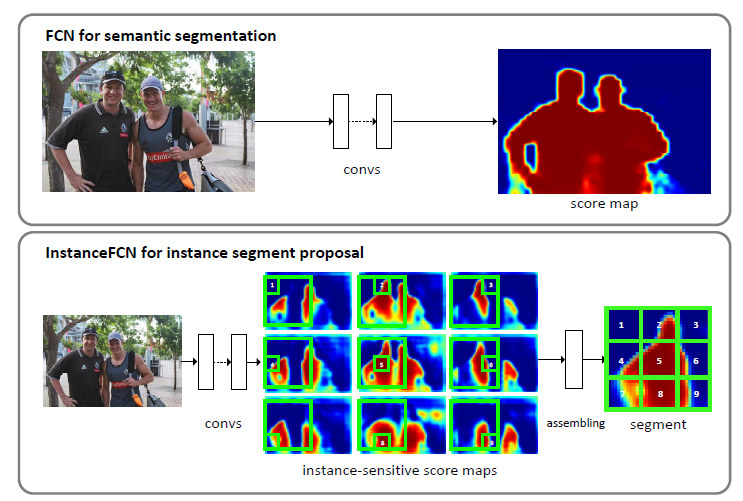 FCN for semantic segmentation
convs
score map
InstanceFCN for instance segment proposal
1 2 3
4 5 6
8 9
1 2 3
4 5 6
7 8 9
convs
assembling
segment
instance-sensitive score maps